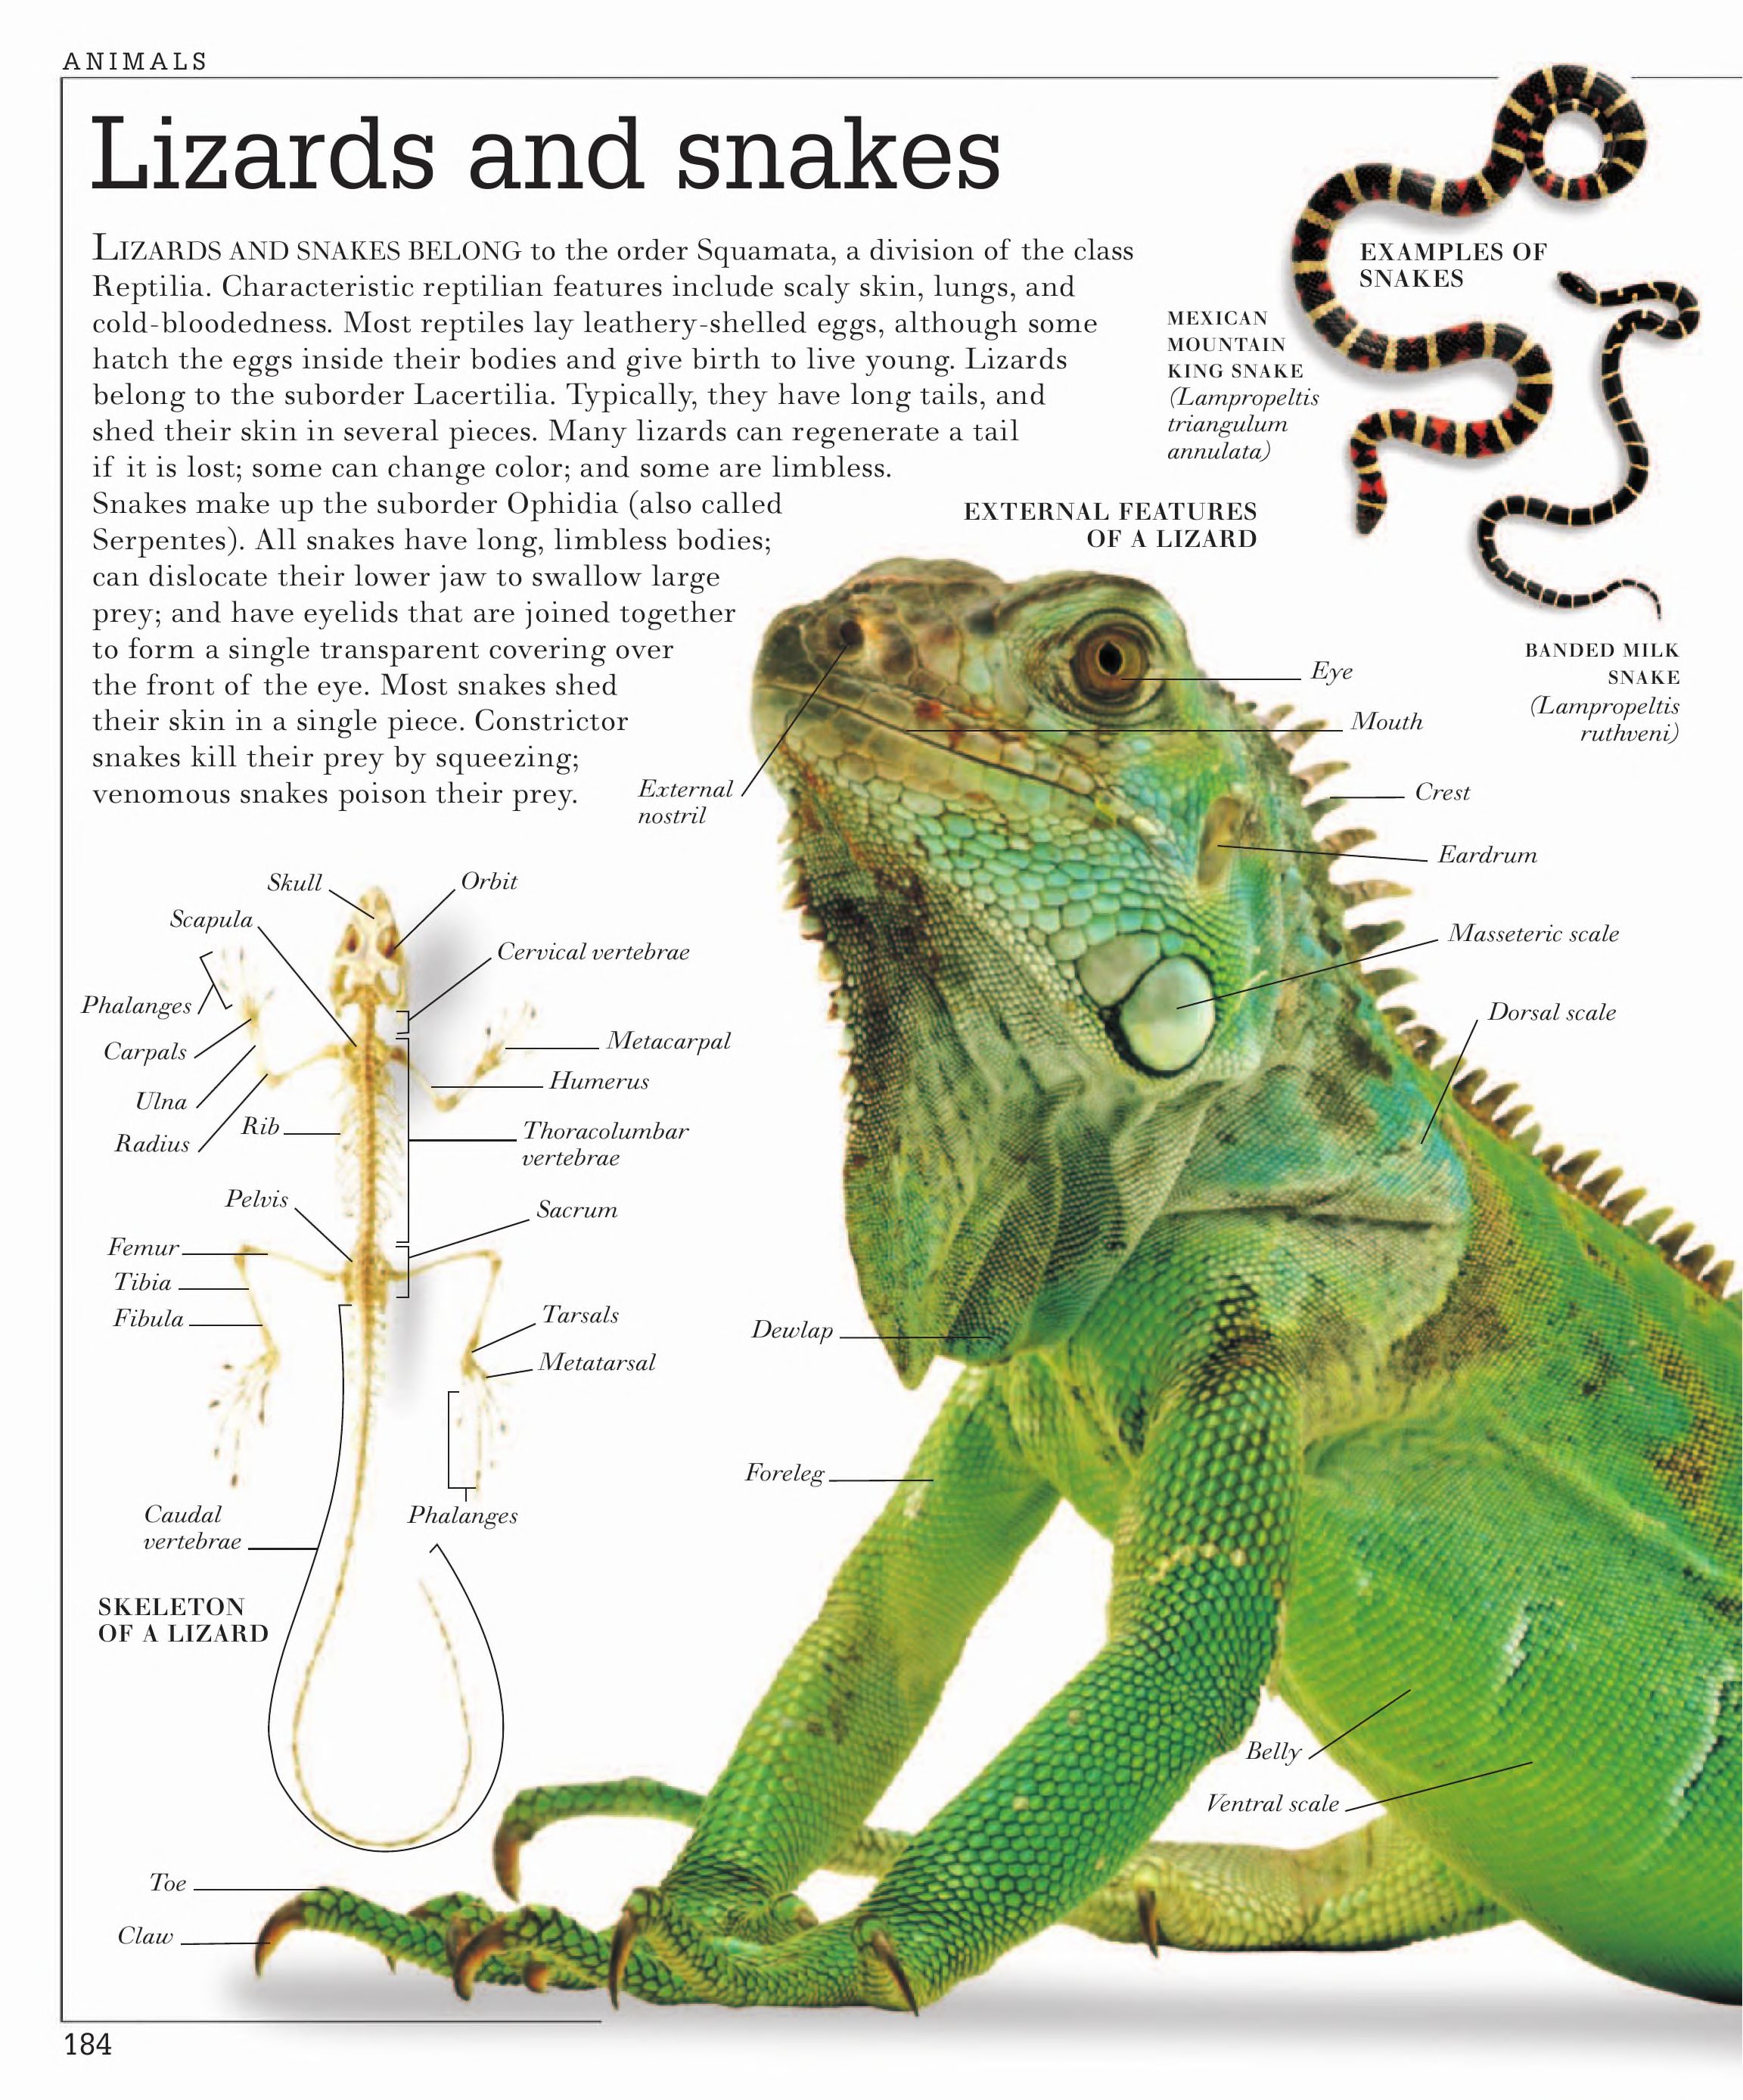 ANIMALS
Lizards and snakes
LIZARDS AND SNAKES BELONG to the order Squamata, a division of the class
Reptilia. Characteristic reptilian features include scaly skin, lungs, and
cold-bloodedness. Most reptiles lay leathery-shelled eggs, although some
hatch the eggs inside their bodies and give birth to live young. Lizards
belong to the suborder Lacertilia. Typically, they have long tails, and
shed their skin in several pieces. Many lizards can regenerate a tail
if it is lost; some can change color; and some are limbless.
Snakes make up the suborder Ophidia (also called
Serpentes). All snakes have long, limbless bodies;
can dislocate their lower jaw to swallow large
prey; and have eyelids that are joined together
to form a single transparent covering over
the front of the eye. Most snakes shed
their skin in a single piece. Constrictor
snakes kill their prey by squeezing;
venomous snakes poison their prey.
EXAMPLES OF
SNAKES
MEXICAN
MOUNTAIN
KING SNAKE
(Lampropeltis
triangulum
annulata)
BANDED MILK
SNAKE
(Lampropeltis
ruthveni)
EXTERNAL FEATURES
OF A LIZARD
Eye
Mouth
External
nostril
Crest
Eardrum
Masseteric scale
Dorsal scale
Dewlap
Foreleg
Belly
Ventral scale
Toe
Claw
Skull
Orbit
Scapula
Cervical vertebrae
Phalanges
Carpals
Metacarpal
Humerus
Ulna
Radius
Rib
Thoracolumbar
vertebrae
Pelvis
Sacrum
Femur
Tibia
Fibula
Tarsals
Metatarsal
Phalanges
Caudal
vertebrae
SKELETON
OF A LIZARD
184